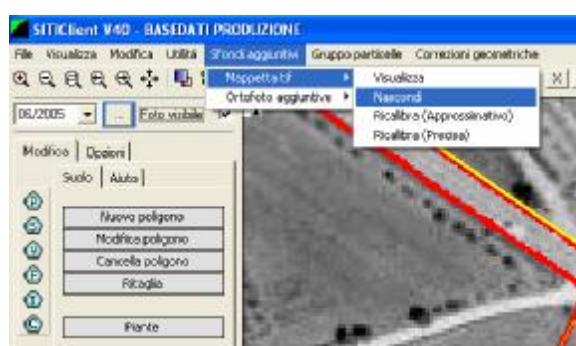 SITIClient V40 - BASEDATI PRODUZIONE
File Visualizza Modifica Utilità Sfondi aggiuntivi Gruppo particelle Correzioni geometriche
Mappetta tif Visualizza
Ortofoto aggiuntive Nascondi
Ricalibra (Approssimativo)
Ricalibra (Precisa)
X
06/2005 ... Foto visibile
Modifica Opzioni
Suolo Aiuto
Nuovo poligono
Modifica poligono
Cancella poligono
Ritaglia
Piante